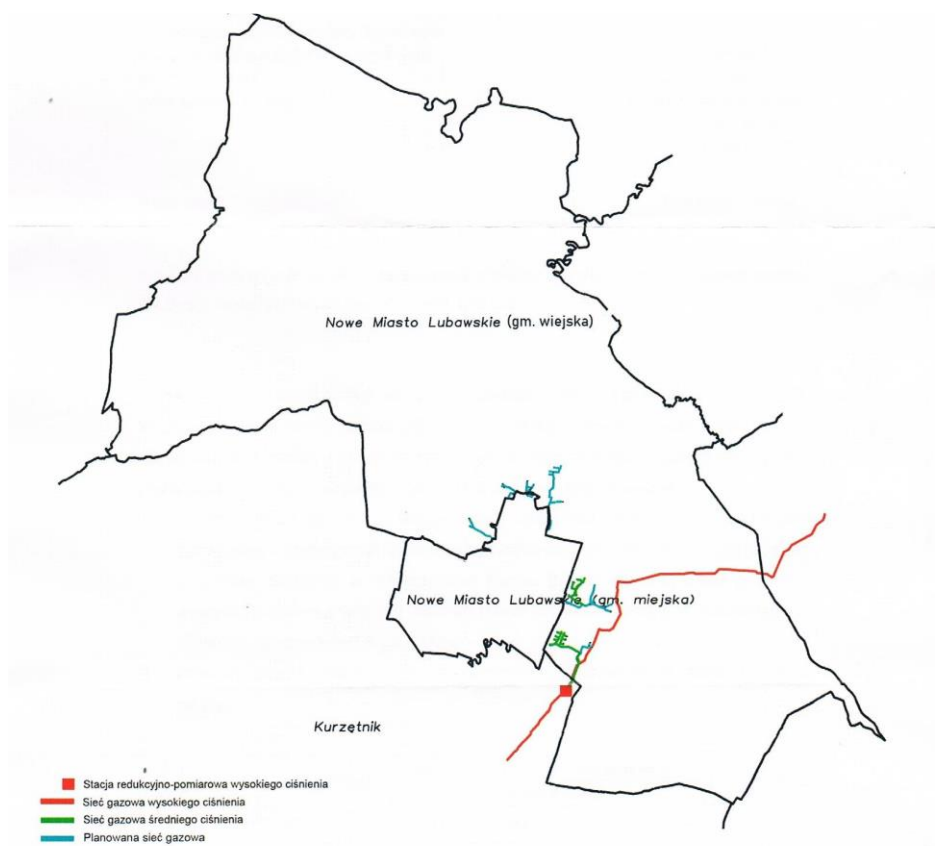 Nowe Miasto Lubawskie (gm. wiejska)
Nowe Miasto Lubawskie (gm. miejska)
Kurzętnik
Stacja redukcyjno-pomiarowa wysokiego ciśnienia
Sieć gazowa wysokiego ciśnienia
Sieć gazowa średniego ciśnienia
Planowana sieć gazowa